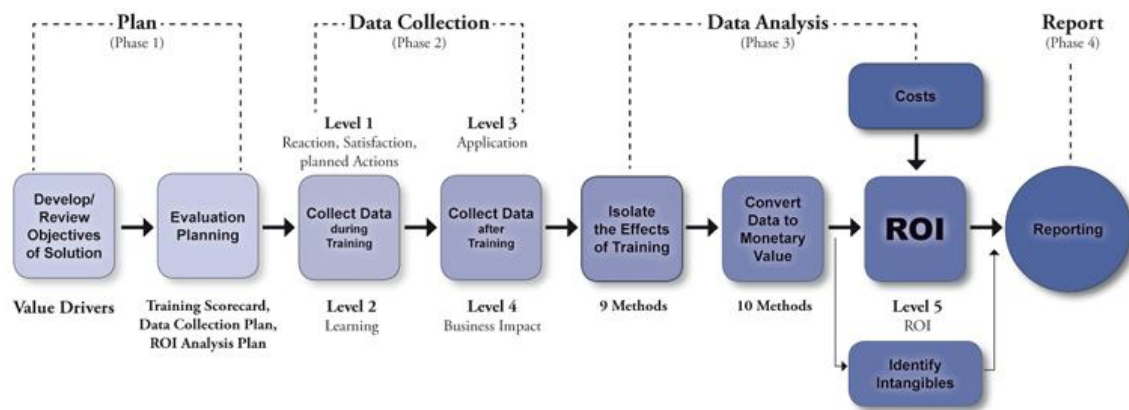 Plan
(Phase 1)
Data Collection
(Phase 2)
Data Analysis
(Phase 3)
Report
(Phase 4)
Costs
Level 1
Reaction, Satisfaction,
planned Actions
Level 3
Application
Develop/
Review
Objectives
of Solution
Evaluation
Planning
Collect Data
during
Training
Collect Data
after
Training
Isolate
the Effects
of Training
Convert
Data to
Monetary
Value
ROI
Reporting
Value Drivers
Training Scorecard,
Data Collection Plan,
ROI Analysis Plan
Level 2
Learning
Level 4
Business Impact
9 Methods
10 Methods
Level 5
ROI
Identify
Intangibles